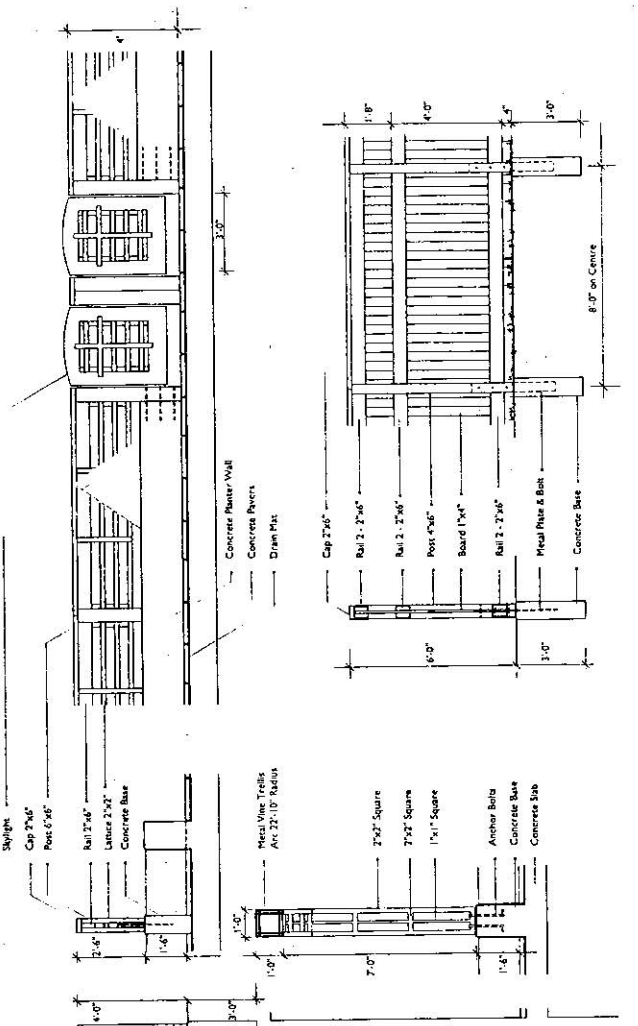 Skylight
Cap 2"x6"
Post 6"x6"
Rail 2"x6"
Lattice 2"x2"
Concrete Base
2'-6"
1'-6"
4'-0"
3'-0"
4"
3'-0"
Concrete Planter Wall
Concrete Pavers
Drain Mat
Metal Vine Trellis
Arc 22'-10" Radius
1'-0"
1'-0"
7'-0"
1'-6"
2"x2" Square
2"x2" Square
1"x1" Square
Anchor Bolts
Concrete Base
Concrete Slab
Cap 2"x6"
Rail 2 - 2"x6"
Rail 2 - 2"x6"
Post 4"x6"
Board 1"x4"
Rail 2 - 2"x6"
Metal Plate & Bolt
Concrete Base
6'-0"
3'-0"
1'-8"
4'-0"
4"
3'-0"
8'-0" on Centre